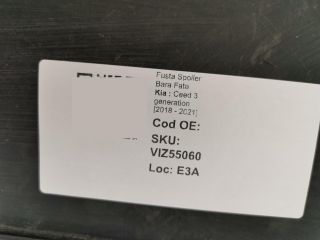 Fusta Spoiler
Bara Fata
Kia : Ceed 3
generation
[2018 - 2021]
Cod OE:
SKU:
VIZ55060
Loc: E3A